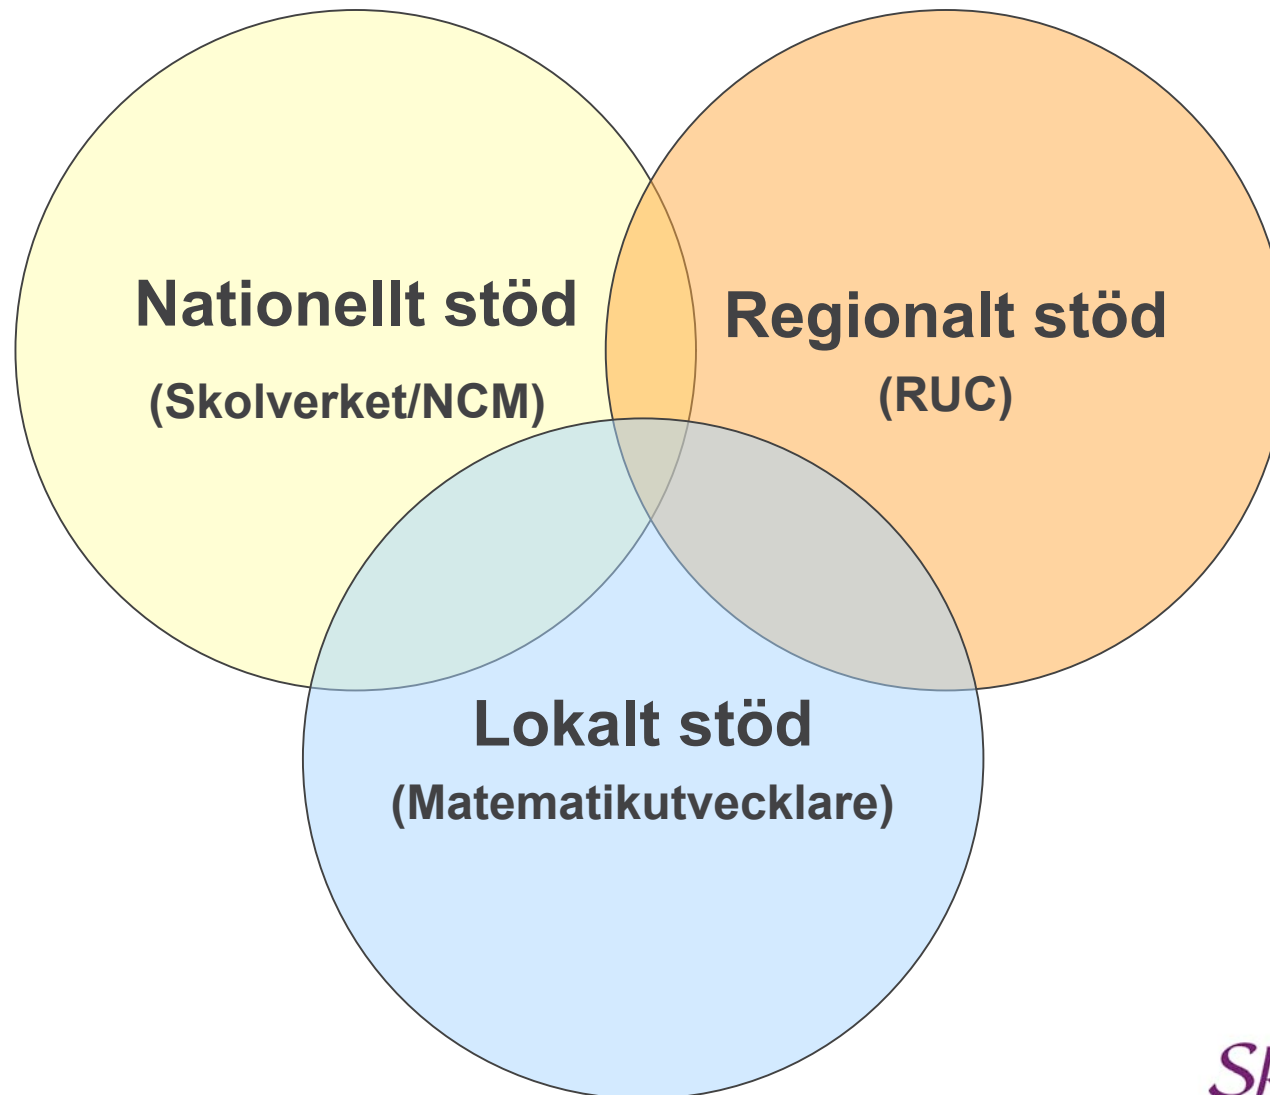 Nationellt stöd
(Skolverket/NCM)
Regionalt stöd
(RUC)
Lokalt stöd
(Matematikutvecklare)